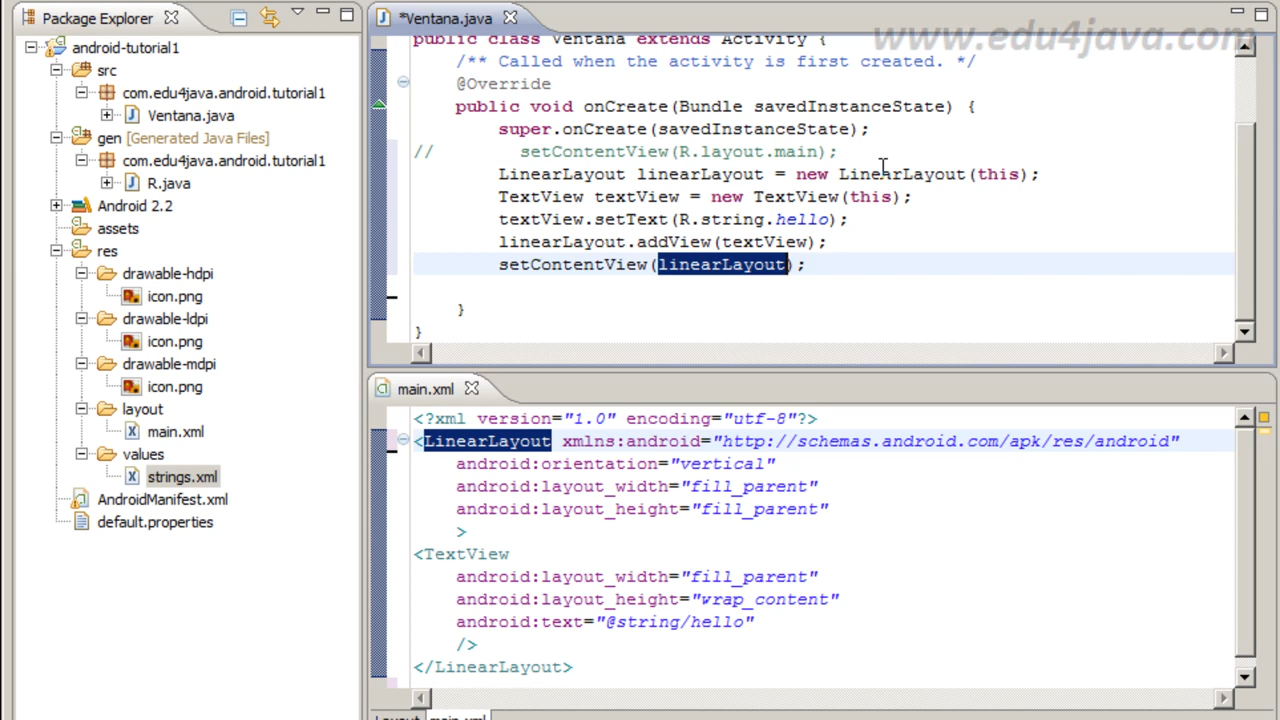 Package Explorer
android-tutorial1
src
com.edu4java.android.tutorial1
Ventana.java
gen [Generated Java Files]
com.edu4java.android.tutorial1
R.java
Android 2.2
assets
res
drawable-hdpi
icon.png
drawable-ldpi
icon.png
drawable-mdpi
icon.png
layout
main.xml
values
strings.xml
AndroidManifest.xml
default.properties
*Ventana.java
www.edu4java.com
public class Ventana extends Activity {
/** Called when the activity is first created. */
@Override
public void onCreate(Bundle savedInstanceState) {
super.onCreate(savedInstanceState);
// setContentView(R.layout.main);
LinearLayout linearLayout = new LinearLayout(this);
TextView textView = new TextView(this);
textView.setText(R.string.hello);
linearLayout.addView(textView);
setContentView(linearLayout);
}
}
main.xml
<?xml version="1.0" encoding="utf-8"?>
<LinearLayout xmlns:android="http://schemas.android.com/apk/res/android"
android:orientation="vertical"
android:layout_width="fill_parent"
android:layout_height="fill_parent"
>
<TextView
android:layout_width="fill_parent"
android:layout_height="wrap_content"
android:text="@string/hello"
/>
</LinearLayout>
Layout main.xml